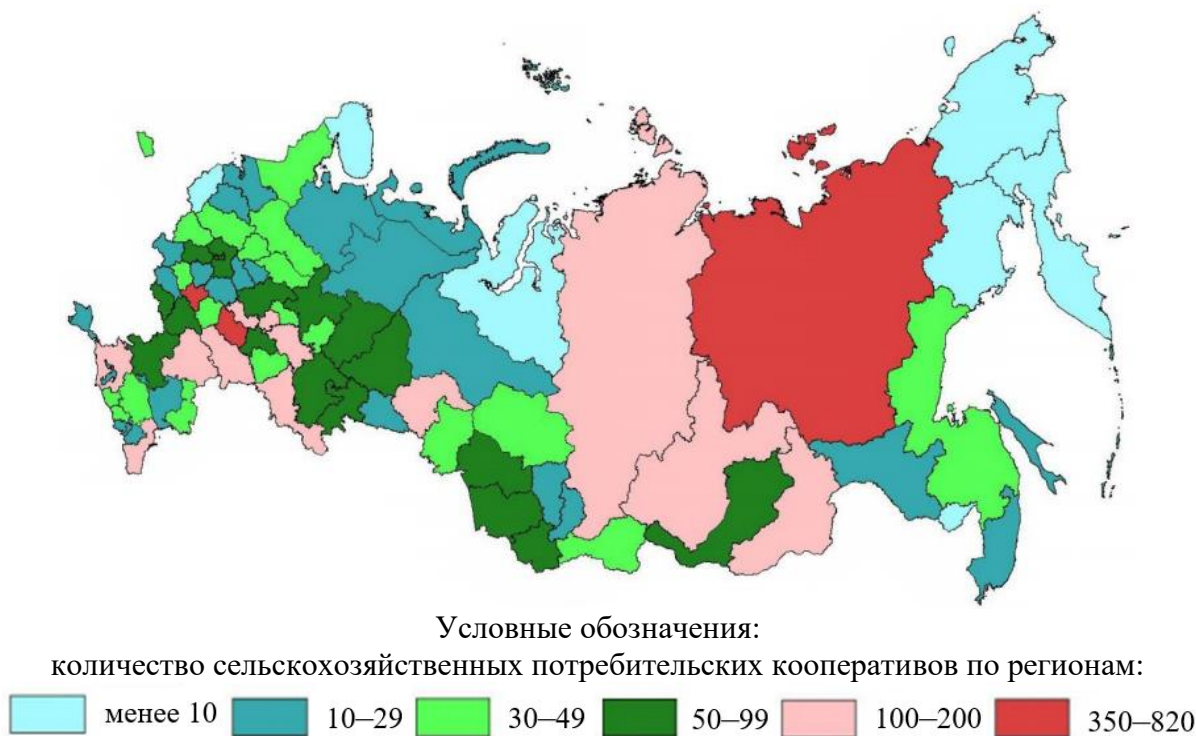 Условные обозначения:
количество сельскохозяйственных потребительских кооперативов по регионам:
менее 10 10–29 30–49 50–99 100–200 350–820